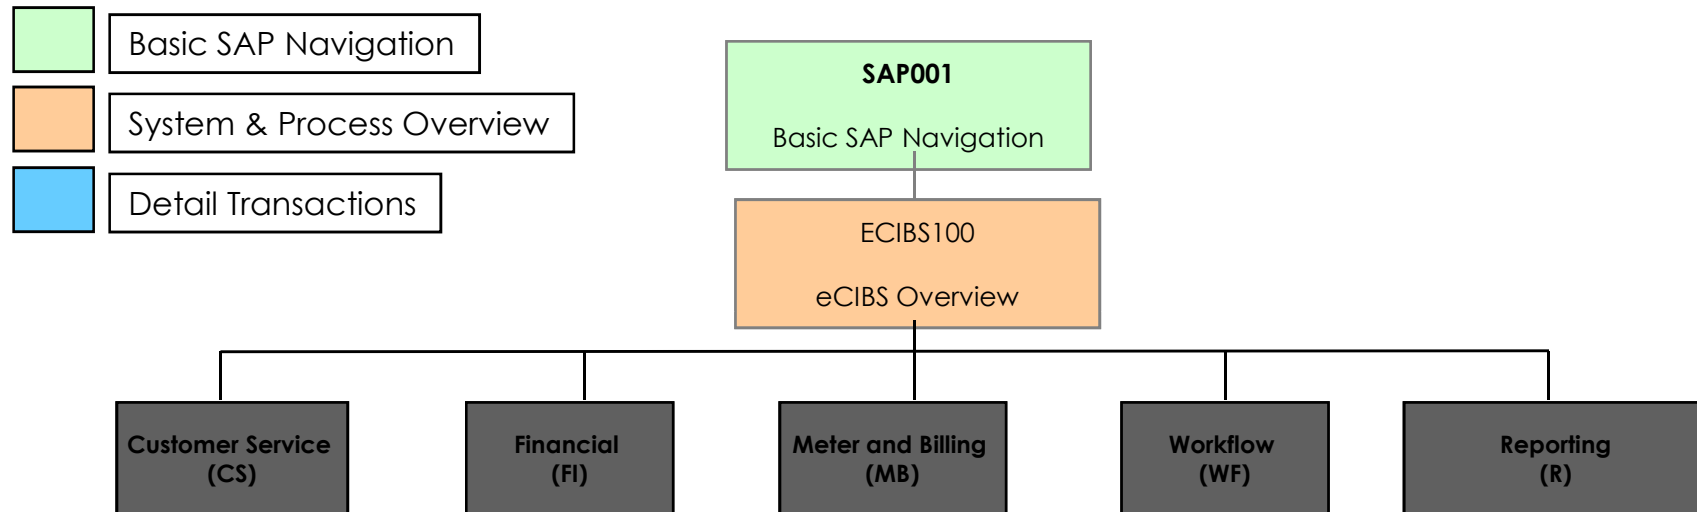 Basic SAP Navigation
System & Process Overview
Detail Transactions
SAP001
Basic SAP Navigation
ECIBS100
eCIBS Overview
Customer Service
(CS)
Financial
(FI)
Meter and Billing
(MB)
Workflow
(WF)
Reporting
(R)